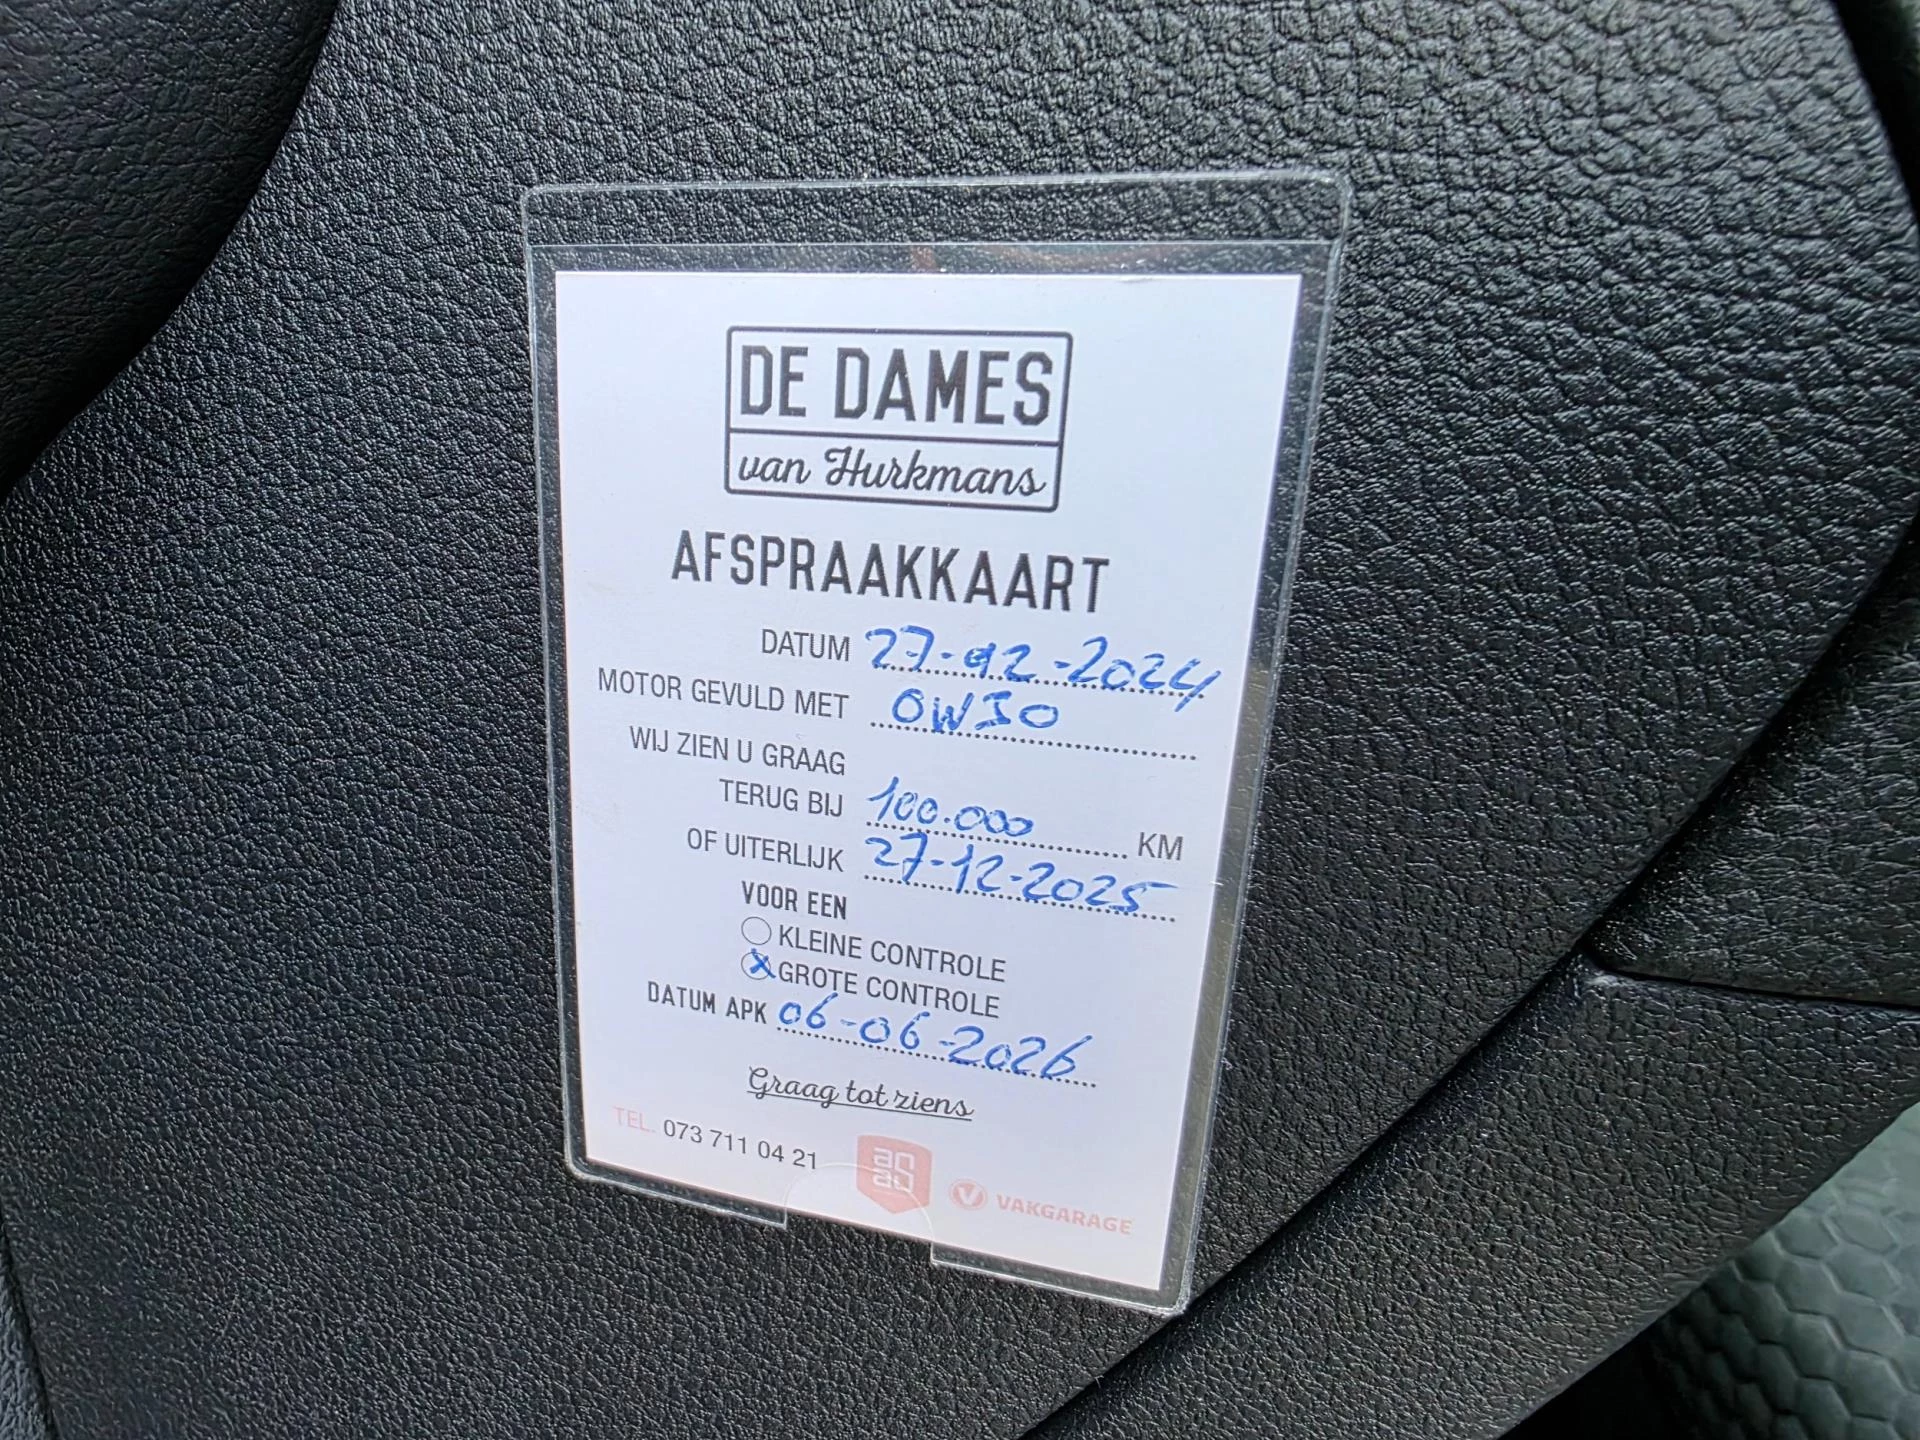 DE DAMES
van Hurkmans
AFSPRAAKKAART
DATUM 27-12-2024
MOTOR GEVULD MET 0W30
WIJ ZIEN U GRAAG
TERUG BIJ 100.000 KM
OF UITERLIJK 27-12-2025
VOOR EEN
KLEINE CONTROLE
X GROTE CONTROLE
DATUM APK 06-06-2026
Graag tot ziens
TEL. 073 711 04 21
V VAKGARAGE